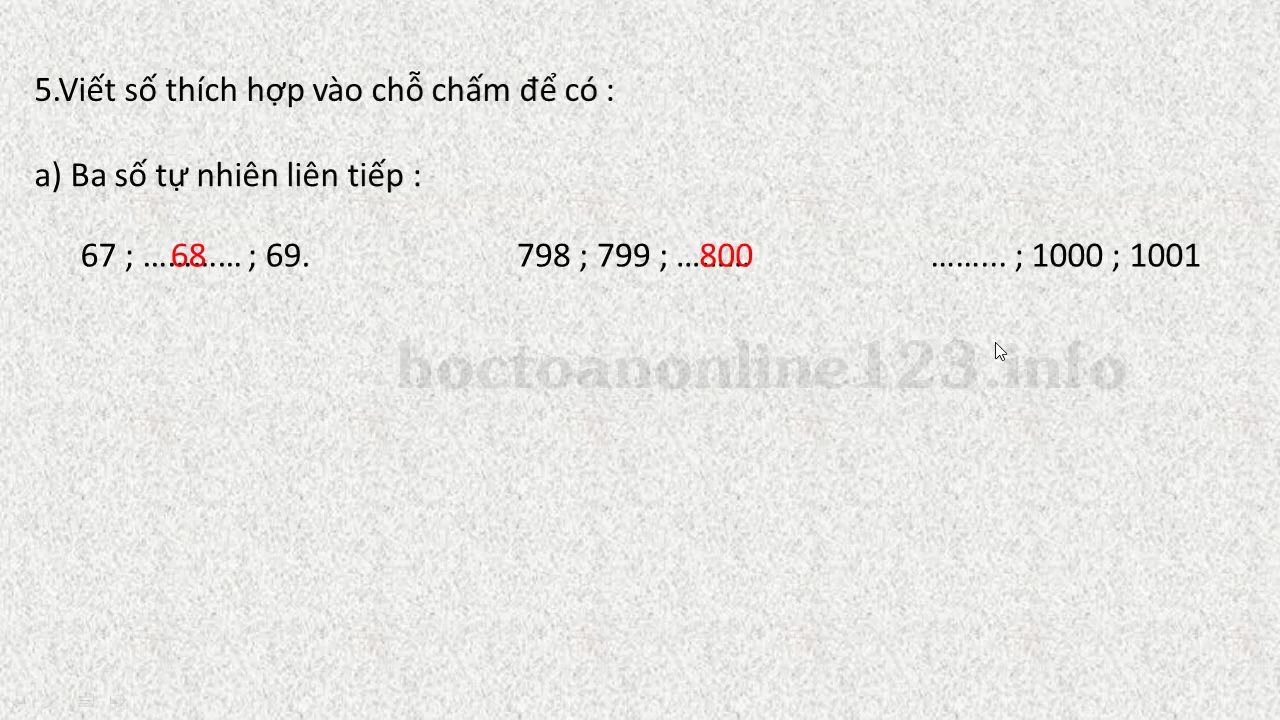 5.Viết số thích hợp vào chỗ chấm để có :
a) Ba số tự nhiên liên tiếp :
67 ; ....68....... ; 69. 798 ; 799 ; ...800 ......... ; 1000 ; 1001
hoctoanonline123.info